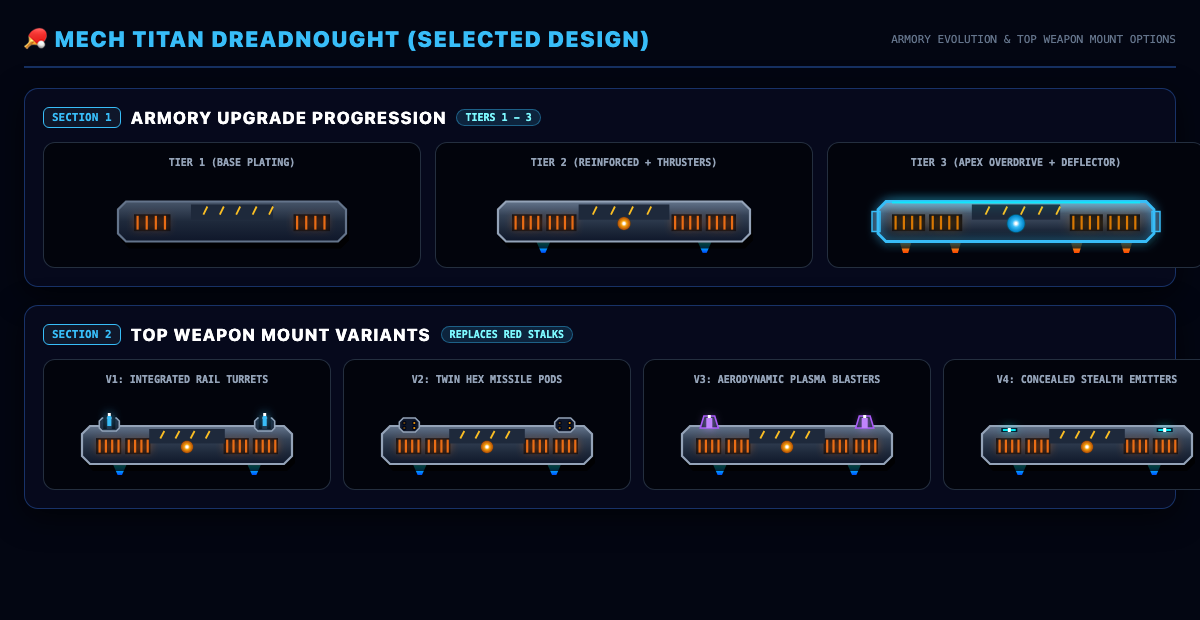 MECH TITAN DREADNOUGHT (SELECTED DESIGN)
ARMORY EVOLUTION & TOP WEAPON MOUNT OPTIONS
SECTION 1 ARMORY UPGRADE PROGRESSION TIERS 1 – 3
TIER 1 (BASE PLATING)
TIER 2 (REINFORCED + THRUSTERS)
TIER 3 (APEX OVERDRIVE + DEFLECTOR)
SECTION 2 TOP WEAPON MOUNT VARIANTS REPLACES RED STALKS
V1: INTEGRATED RAIL TURRETS
V2: TWIN HEX MISSILE PODS
V3: AERODYNAMIC PLASMA BLASTERS
V4: CONCEALED STEALTH EMITTERS